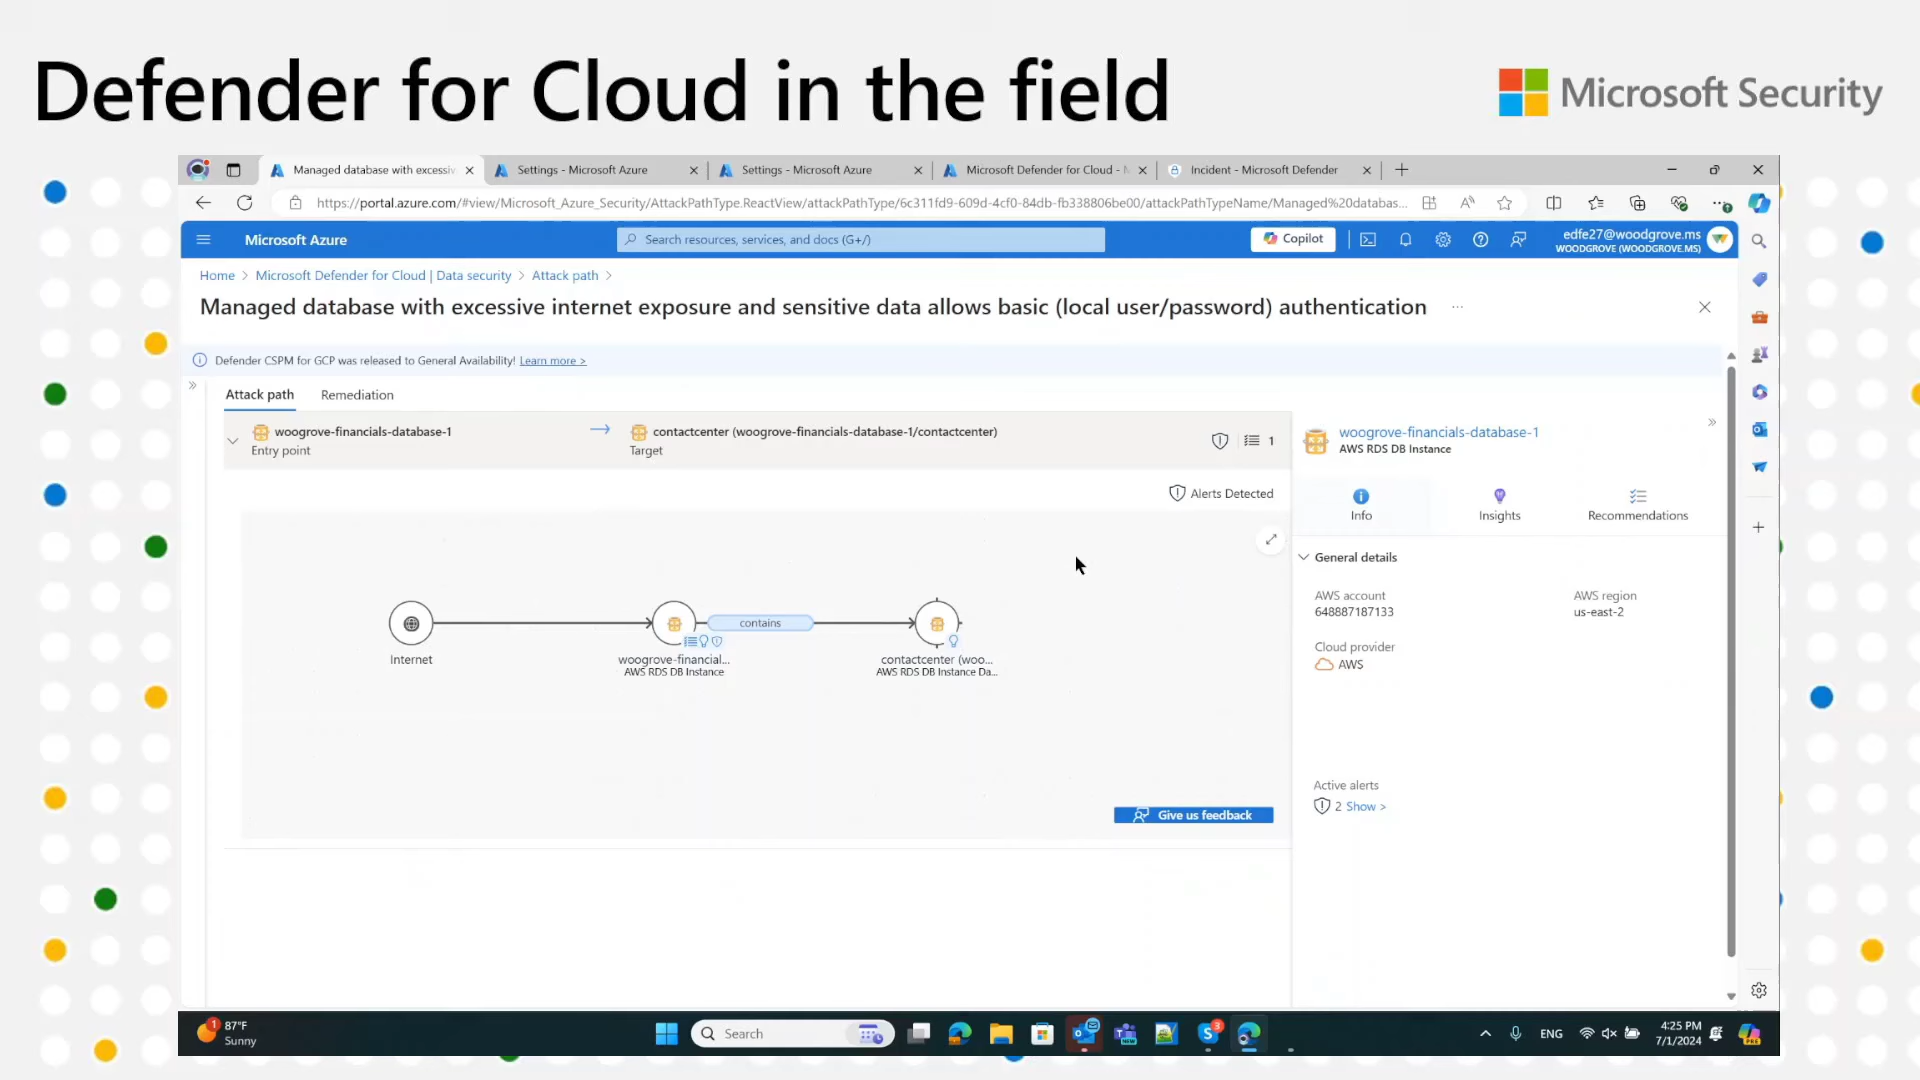 Defender for Cloud in the field
Microsoft Security
Managed database with excessiv
Settings - Microsoft Azure
Settings - Microsoft Azure
Microsoft Defender for Cloud -
Incident - Microsoft Defender
https://portal.azure.com/#view/Microsoft_Azure_Security/AttackPathType.ReactView/attackPathType/6c311fd9-609d-4cf0-84db-fb338806be00/attackPathTypeName/Managed%20databas...
Microsoft Azure
Search resources, services, and docs (G+/)
Copilot
edfe27@woodgrove.ms
WOODGROVE (WOODGROVE.MS)
Home > Microsoft Defender for Cloud | Data security > Attack path >
Managed database with excessive internet exposure and sensitive data allows basic (local user/password) authentication ...
Defender CSPM for GCP was released to General Availability! Learn more >
Attack path
Remediation
woogrove-financials-database-1
Entry point
contactcenter (woogrove-financials-database-1/contactcenter)
Target
1
Alerts Detected
Internet
contains
woogrove-financial...
AWS RDS DB Instance
contactcenter (woo...
AWS RDS DB Instance Da...
Give us feedback
woogrove-financials-database-1
AWS RDS DB Instance
Info
Insights
Recommendations
General details
AWS account
648887187133
AWS region
us-east-2
Cloud provider
AWS
Active alerts
2 Show >
1
87°F
Sunny
Search
NEW
3
ENG
4:25 PM
7/1/2024
PRE